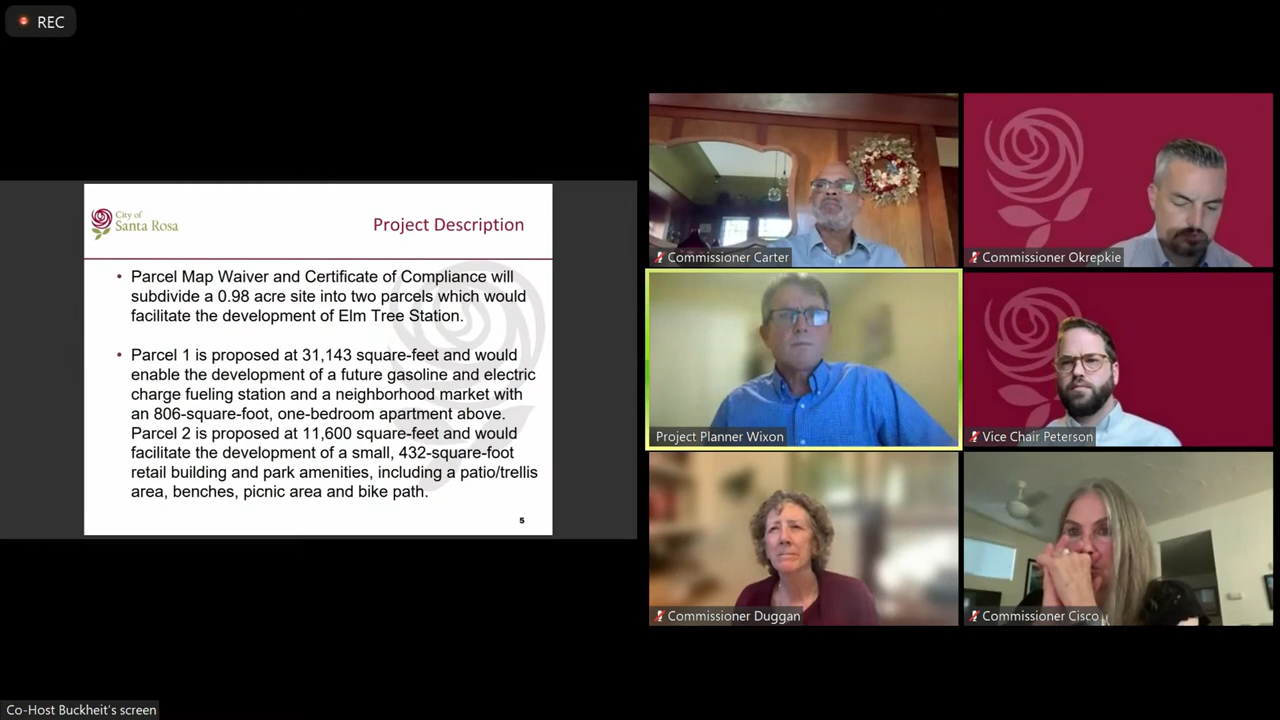 REC
City of
Santa Rosa
Project Description
• Parcel Map Waiver and Certificate of Compliance will
subdivide a 0.98 acre site into two parcels which would
facilitate the development of Elm Tree Station.
• Parcel 1 is proposed at 31,143 square-feet and would
enable the development of a future gasoline and electric
charge fueling station and a neighborhood market with
an 806-square-foot, one-bedroom apartment above.
Parcel 2 is proposed at 11,600 square-feet and would
facilitate the development of a small, 432-square-foot
retail building and park amenities, including a patio/trellis
area, benches, picnic area and bike path.
5
Commissioner Carter
Commissioner Okrepkie
Project Planner Wixon
Vice Chair Peterson
Commissioner Duggan
Commissioner Cisco
Co-Host Buckheit's screen